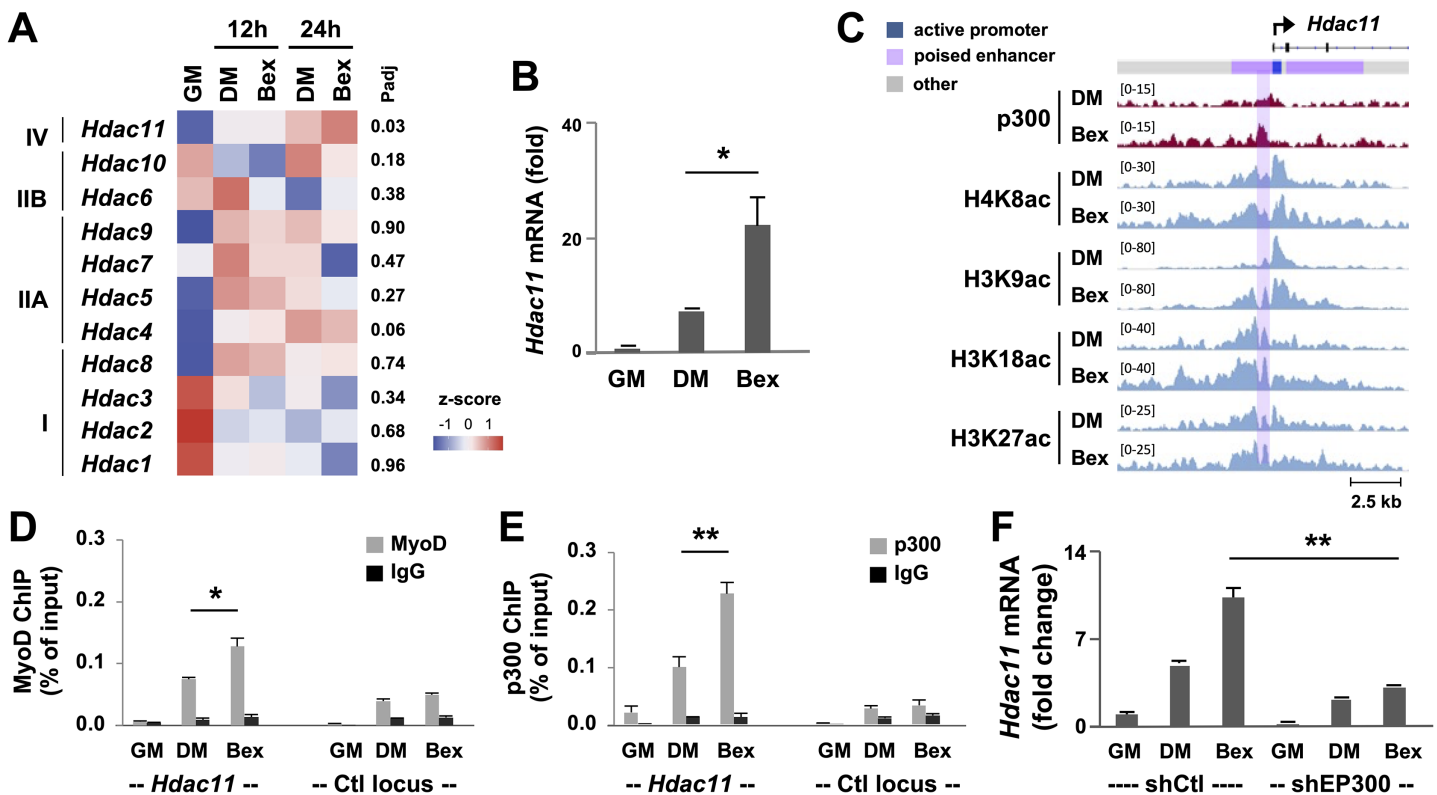 A
12h
24h
GM
DM
Bex
DM
Bex
Padj
IV
Hdac11
0.03
Hdac10
0.18
IIB
Hdac6
0.38
Hdac9
0.90
Hdac7
0.47
IIA
Hdac5
0.27
Hdac4
0.06
Hdac8
0.74
Hdac3
0.34
I
Hdac2
0.68
Hdac1
0.96
z-score
-1 0 1
B
Hdac11 mRNA (fold)
40
20
0
*
GM DM Bex
C
active promoter
poised enhancer
other
Hdac11
p300
DM
[0-15]
Bex
[0-15]
H4K8ac
DM
[0-30]
Bex
[0-30]
H3K9ac
DM
[0-80]
Bex
[0-80]
H3K18ac
DM
[0-40]
Bex
[0-40]
H3K27ac
DM
[0-25]
Bex
[0-25]
2.5 kb
D
MyoD ChIP
(% of input)
0.3
0.2
0.1
0.0
*
MyoD
IgG
GM DM Bex GM DM Bex
-- Hdac11 -- -- Ctl locus --
E
p300 ChIP
(% of input)
0.3
0.2
0.1
0.0
**
p300
IgG
GM DM Bex GM DM Bex
-- Hdac11 -- -- Ctl locus --
F
Hdac11 mRNA
(fold change)
14
7
0
**
GM DM Bex GM DM Bex
---- shCtl ---- -- shEP300 --